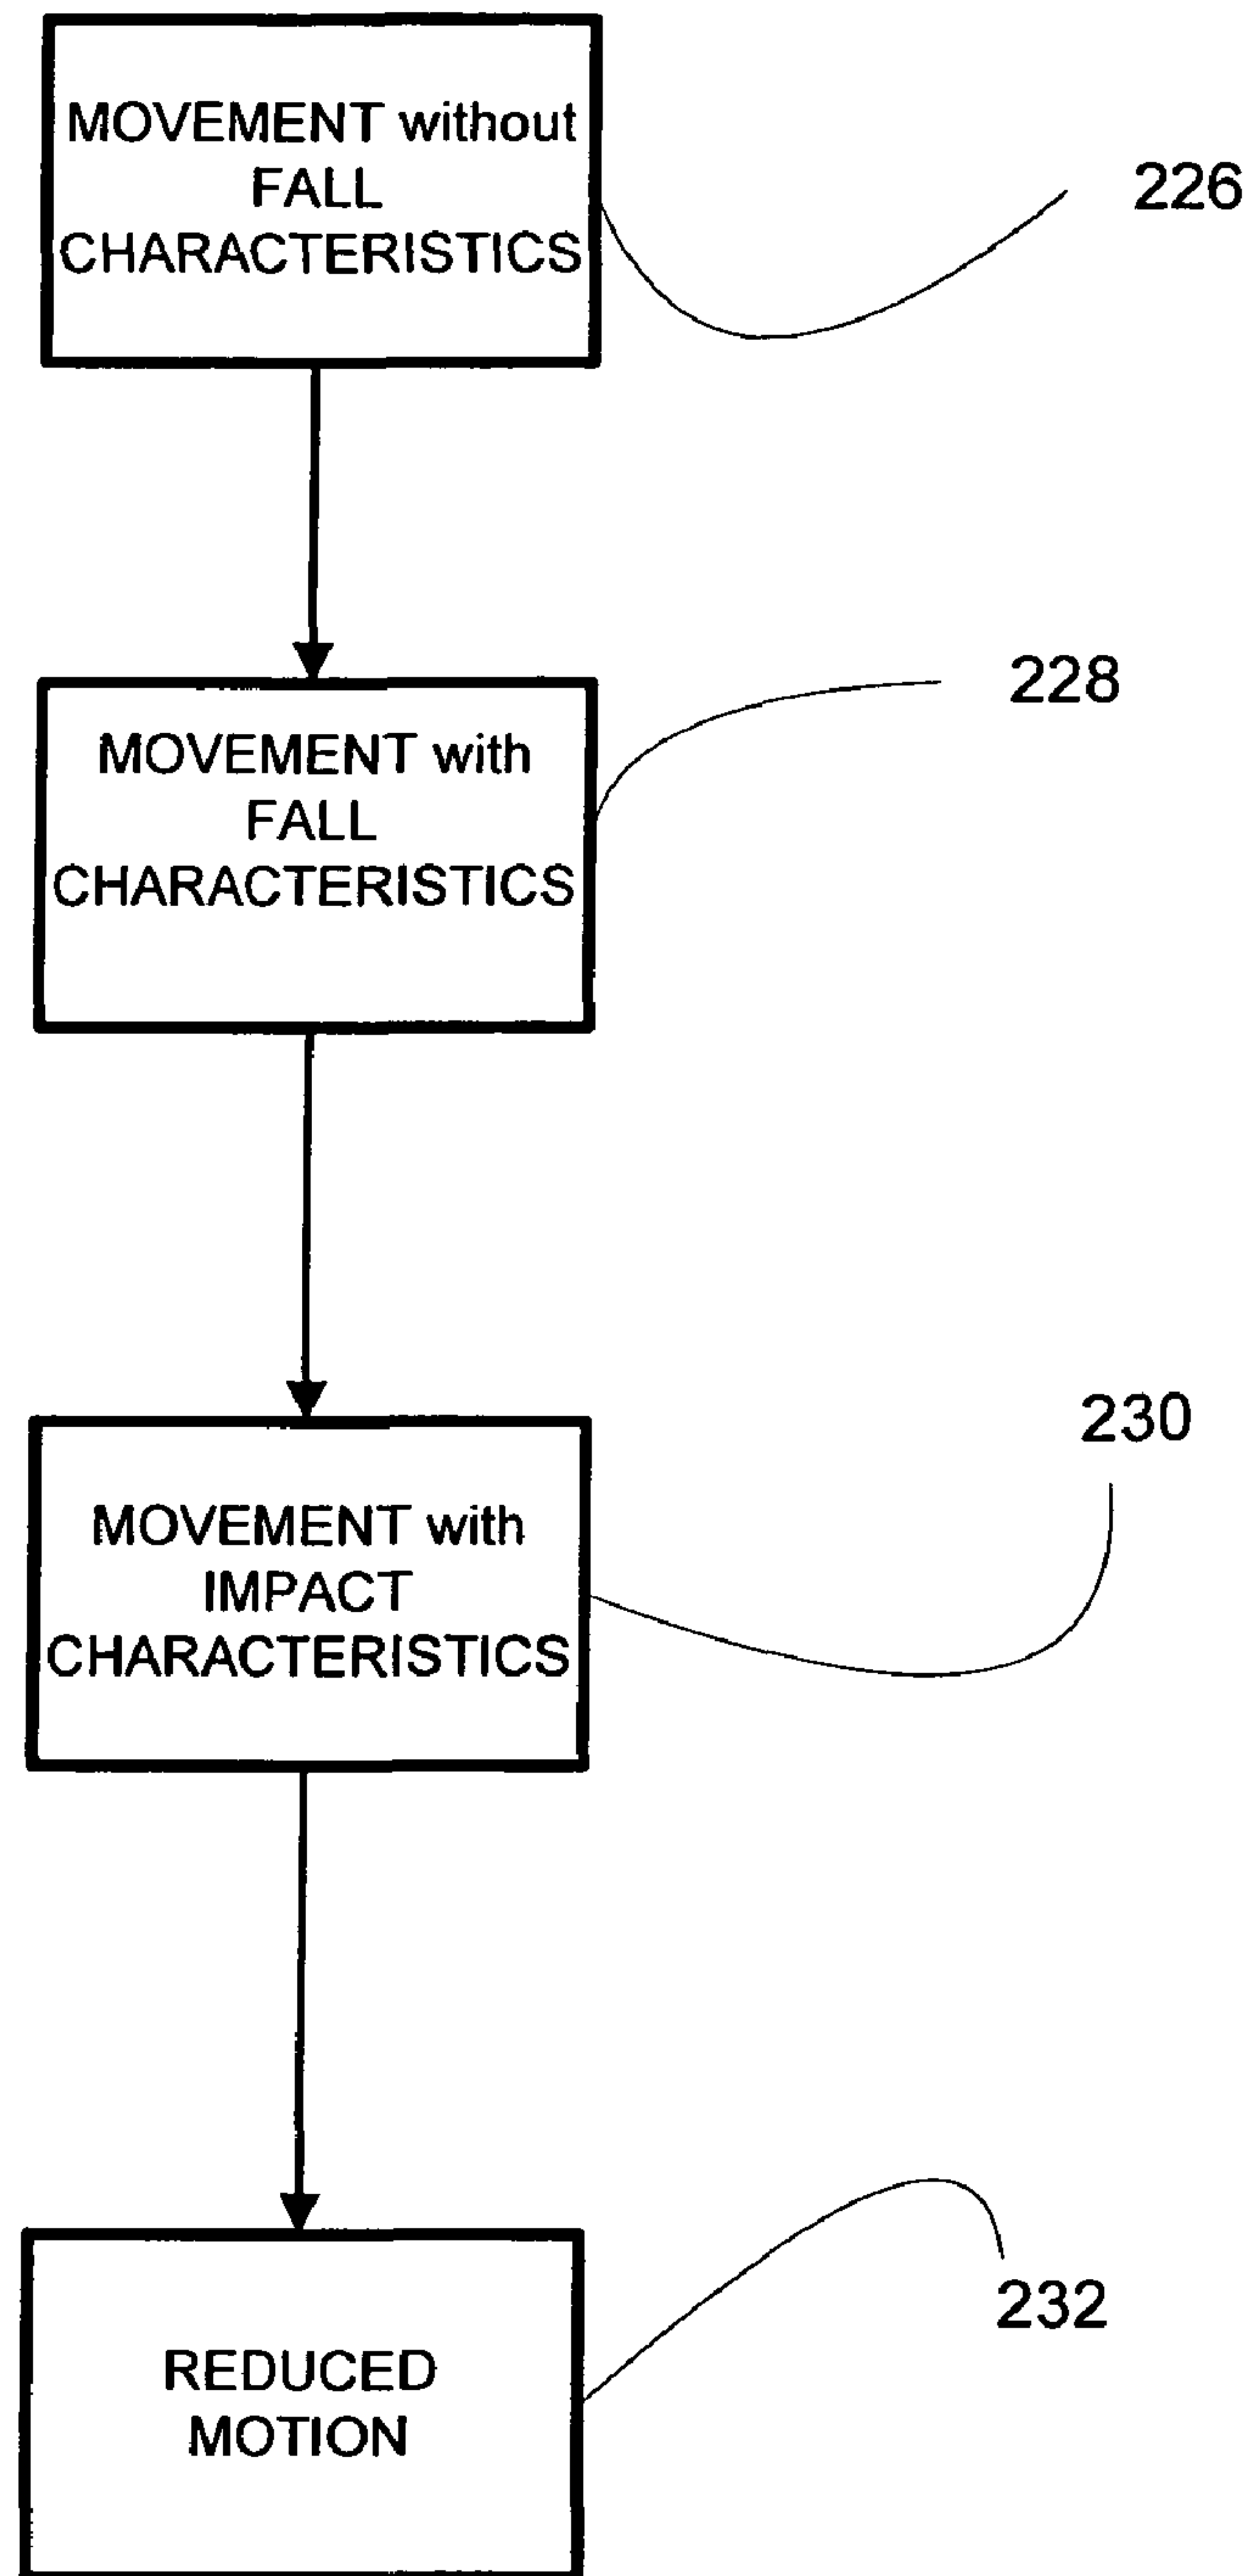 MOVEMENT without
FALL
CHARACTERISTICS
226
MOVEMENT with
FALL
CHARACTERISTICS
228
MOVEMENT with
IMPACT
CHARACTERISTICS
230
REDUCED
MOTION
232